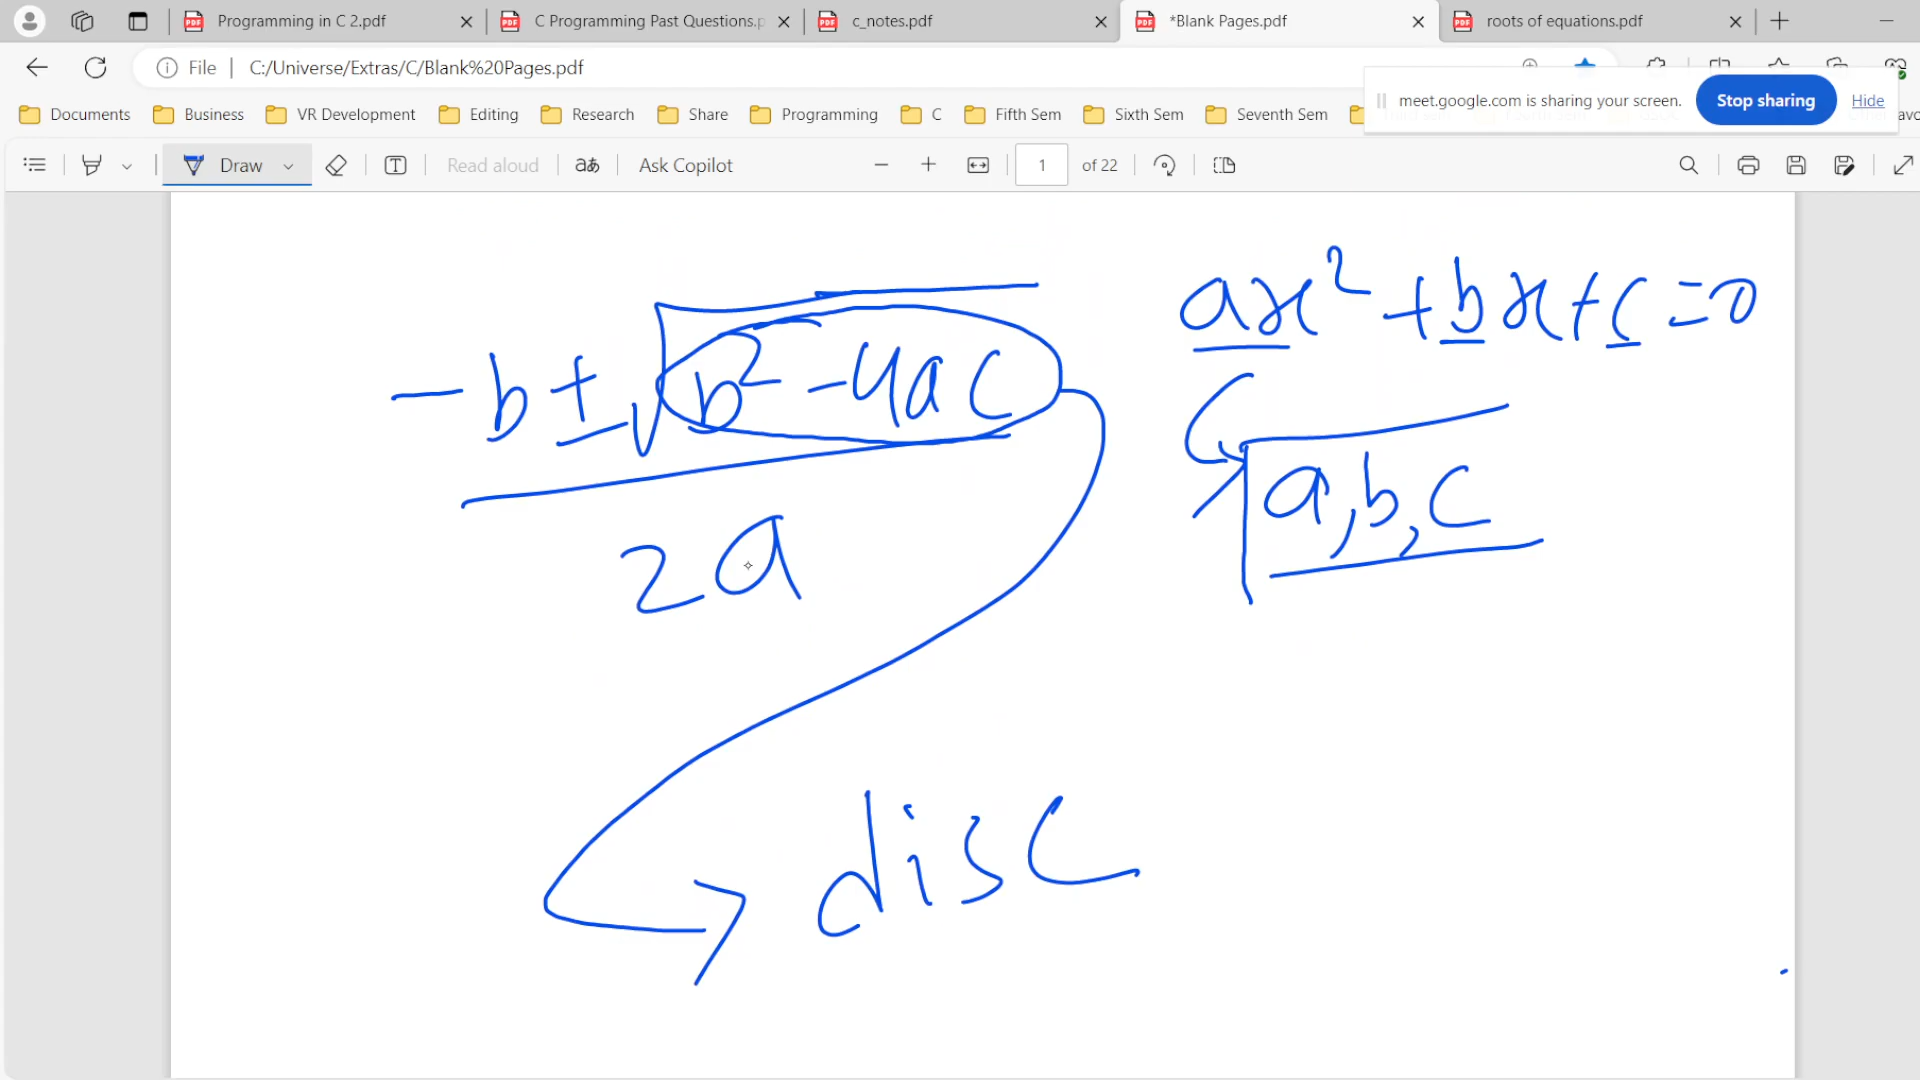 Programming in C 2.pdf
C Programming Past Questions.p
c_notes.pdf
*Blank Pages.pdf
roots of equations.pdf
File
C:/Universe/Extras/C/Blank%20Pages.pdf
meet.google.com is sharing your screen.
Stop sharing
Hide
Documents
Business
VR Development
Editing
Research
Share
Programming
C
Fifth Sem
Sixth Sem
Seventh Sem
Draw
Read aloud
aあ
Ask Copilot
1 of 22
ax² + bx + c = 0
-b ± √b² - 4ac
2a
a, b, c
disc